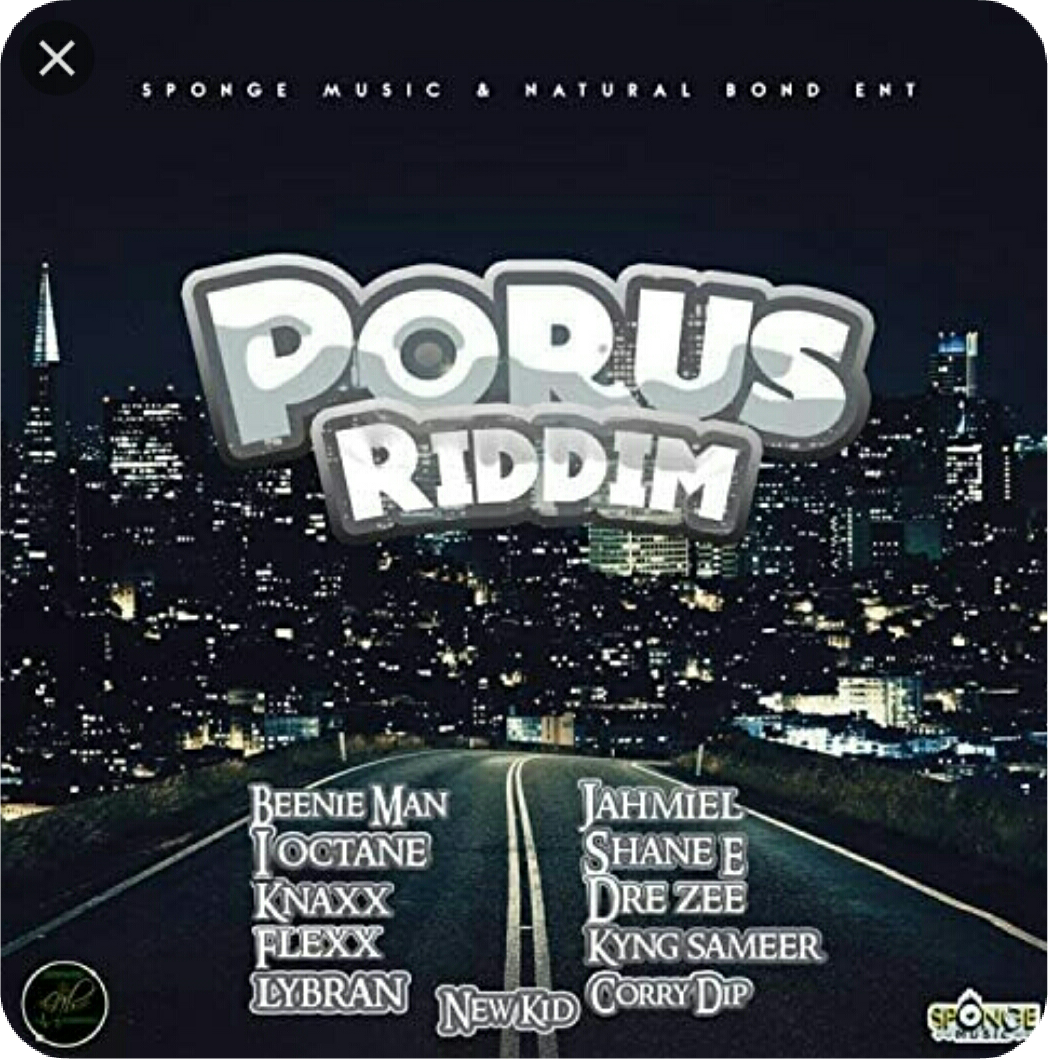 SPONGE MUSIC & NATURAL BOND ENT
PORUS
RIDDIM
BEENIE MAN
I OCTANE
KNAXX
FLEXX
LYBRAN
JAHMIEL
SHANE E
DRE ZEE
KYNG SAMEER
CORRY DIP
NEW KID
SPONGE
MUSIC